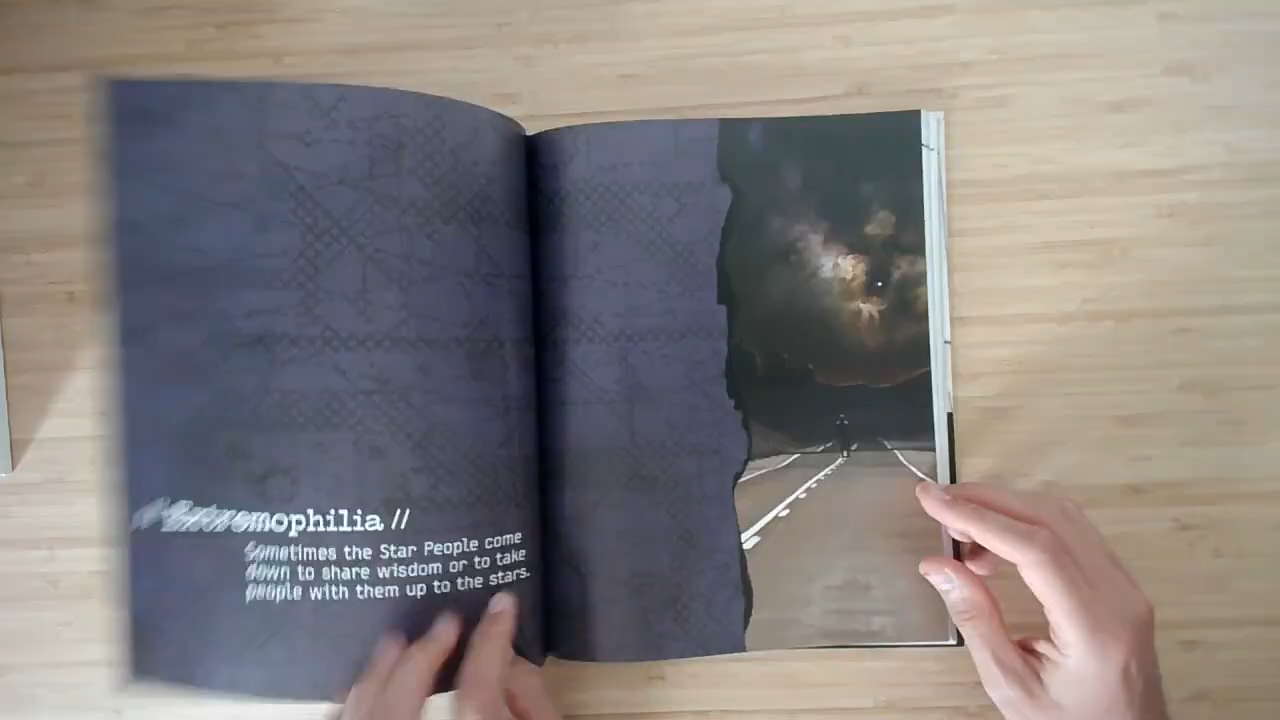 Extremophilia //
Sometimes the Star People come
down to share wisdom or to take
people with them up to the stars.